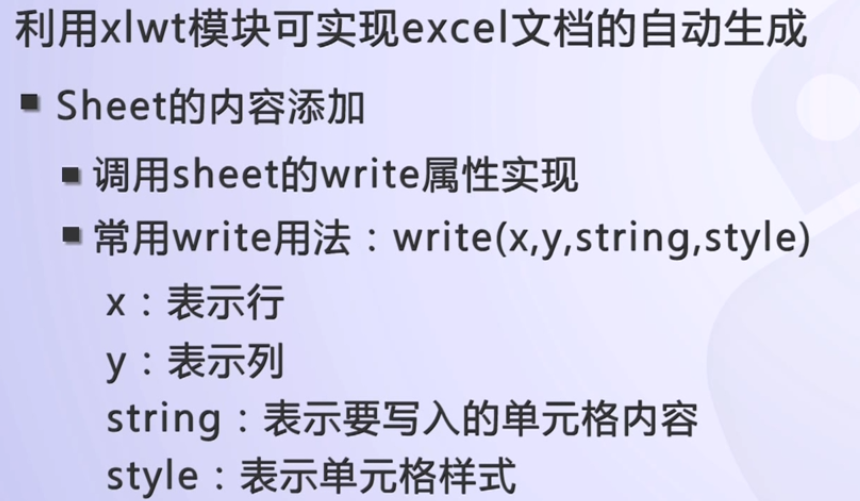 利用xlwt模块可实现excel文档的自动生成
■ Sheet的内容添加
■ 调用sheet的write属性实现
■ 常用write用法：write(x,y,string,style)
x：表示行
y：表示列
string：表示要写入的单元格内容
style：表示单元格样式